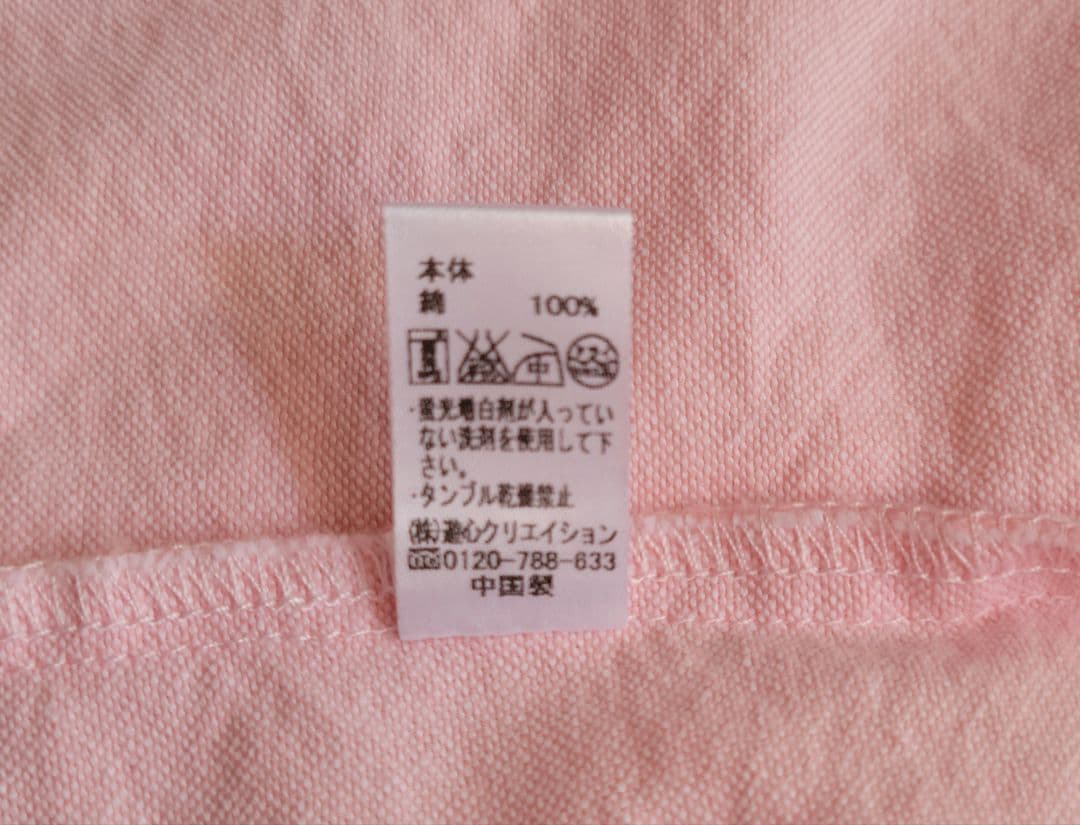 本体
綿 100%
中
・蛍光増白剤が入ってい
ない洗剤を使用して下
さい。
・タンブル乾燥禁止
㈱遊心クリエイション
0120-788-633
中国製